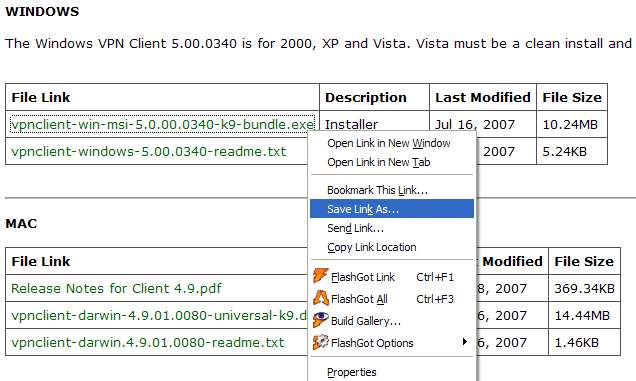 WINDOWS
The Windows VPN Client 5.00.0340 is for 2000, XP and Vista. Vista must be a clean install and
File Link Description Last Modified File Size
vpnclient-win-msi-5.0.00.0340-k9-bundle.exe Installer Jul 16, 2007 10.24MB
vpnclient-windows-5.00.0340-readme.txt , 2007 5.24KB
Open Link in New Window
Open Link in New Tab
Bookmark This Link...
Save Link As...
Send Link...
Copy Link Location
FlashGot Link Ctrl+F1
FlashGot All Ctrl+F3
Build Gallery...
FlashGot Options
Properties
MAC
File Link Modified File Size
Release Notes for Client 4.9.pdf 8, 2007 369.34KB
vpnclient-darwin-4.9.01.0080-universal-k9.d 6, 2007 14.44MB
vpnclient-darwin.4.9.01.0080-readme.txt 6, 2007 1.46KB